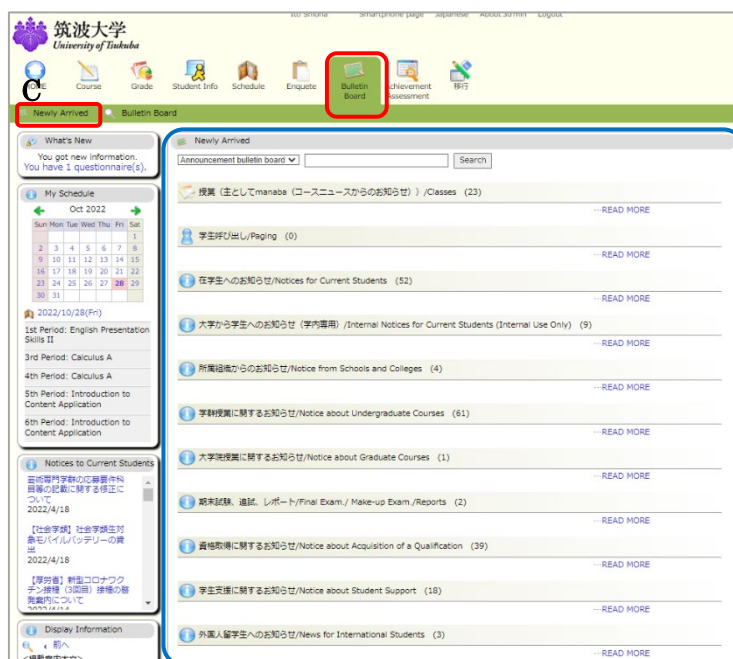 Ito Shiona Smartphone page Japanese About 30min Logout
筑波大学
University of Tsukuba
HOME
Course
Grade
Student Info
Schedule
Enquete
Bulletin Board
Achievement Assessment
移行
C
Newly Arrived
Bulletin Board
What's New
You got new information.
You have 1 questionnaire(s).
My Schedule
Oct 2022
Sun Mon Tue Wed Thu Fri Sat
1
2 3 4 5 6 7 8
9 10 11 12 13 14 15
16 17 18 19 20 21 22
23 24 25 26 27 28 29
30 31
2022/10/28(Fri)
1st Period: English Presentation
Skills II
3rd Period: Calculus A
4th Period: Calculus A
5th Period: Introduction to
Content Application
6th Period: Introduction to
Content Application
Notices to Current Students
芸術専門学群の応募要件科
目等の記載に関する修正に
ついて
2022/4/18
【社会学類】社会学類生対
象モバイルバッテリーの貸
出
2022/4/18
【厚労省】新型コロナワク
チン接種（3回目）接種の啓
発案内について
2022/4/14
Display Information
前へ
Newly Arrived
Announcement bulletin board
Search
授業（主としてmanaba（コースニュースからのお知らせ））/Classes (23)
···READ MORE
学生呼び出し/Paging (0)
···READ MORE
在学生へのお知らせ/Notices for Current Students (52)
···READ MORE
大学から学生へのお知らせ（学内専用）/Internal Notices for Current Students (Internal Use Only) (9)
···READ MORE
所属組織からのお知らせ/Notice from Schools and Colleges (4)
···READ MORE
学群授業に関するお知らせ/Notice about Undergraduate Courses (61)
···READ MORE
大学院授業に関するお知らせ/Notice about Graduate Courses (1)
···READ MORE
期末試験、追試、レポート/Final Exam./ Make-up Exam./Reports (2)
···READ MORE
資格取得に関するお知らせ/Notice about Acquisition of a Qualification (39)
···READ MORE
学生支援に関するお知らせ/Notice about Student Support (18)
···READ MORE
外国人留学生へのお知らせ/News for International Students (3)
···READ MORE